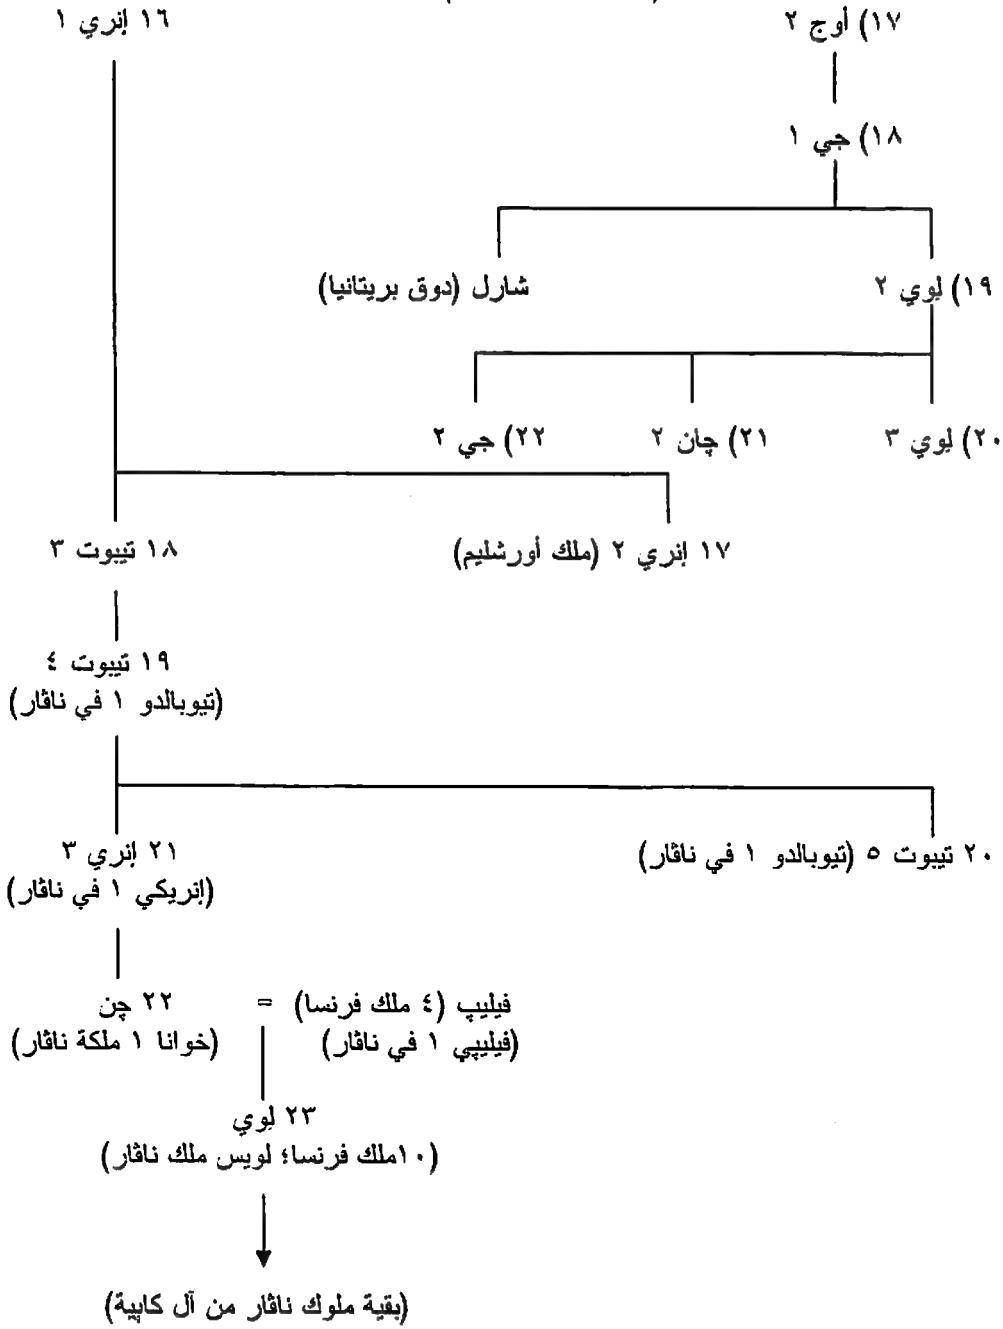 ١٧) أوج ٢
١٦ إنري ١
١٨) جي ١
١٩) لوي ٢
شارل (دوق بريتانيا)
٢٠) لوي ٣
٢١) چان ٢
٢٢) جي ٢
١٧ إنري ٢ (ملك أورشليم)
١٨ تيبوت ٣
١٩ تيبوت ٤
(تيوبالدو ١ في ناڤار)
٢٠ تيبوت ٥ (تيوبالدو ١ في ناڤار)
٢١ إنري ٣
(إنريكي ١ في ناڤار)
فيليپ (٤ ملك فرنسا) = ٢٢ چن
(فيليپي ١ في ناڤار) (خوانا ١ ملكة ناڤار)
٢٣ لوي
(١٠ملك فرنسا؛ لويس ملك ناڤار)
(بقية ملوك ناڤار من آل كاپية)